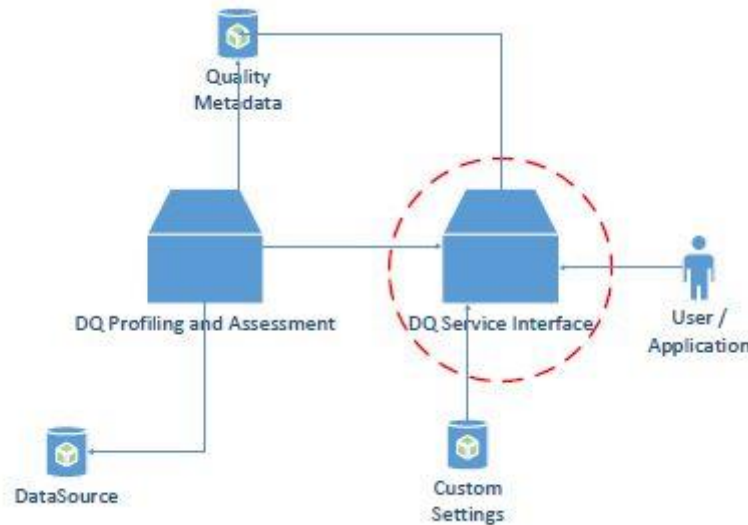 Quality
Metadata
DQ Profiling and Assessment
DQ Service Interface
User /
Application
DataSource
Custom
Settings